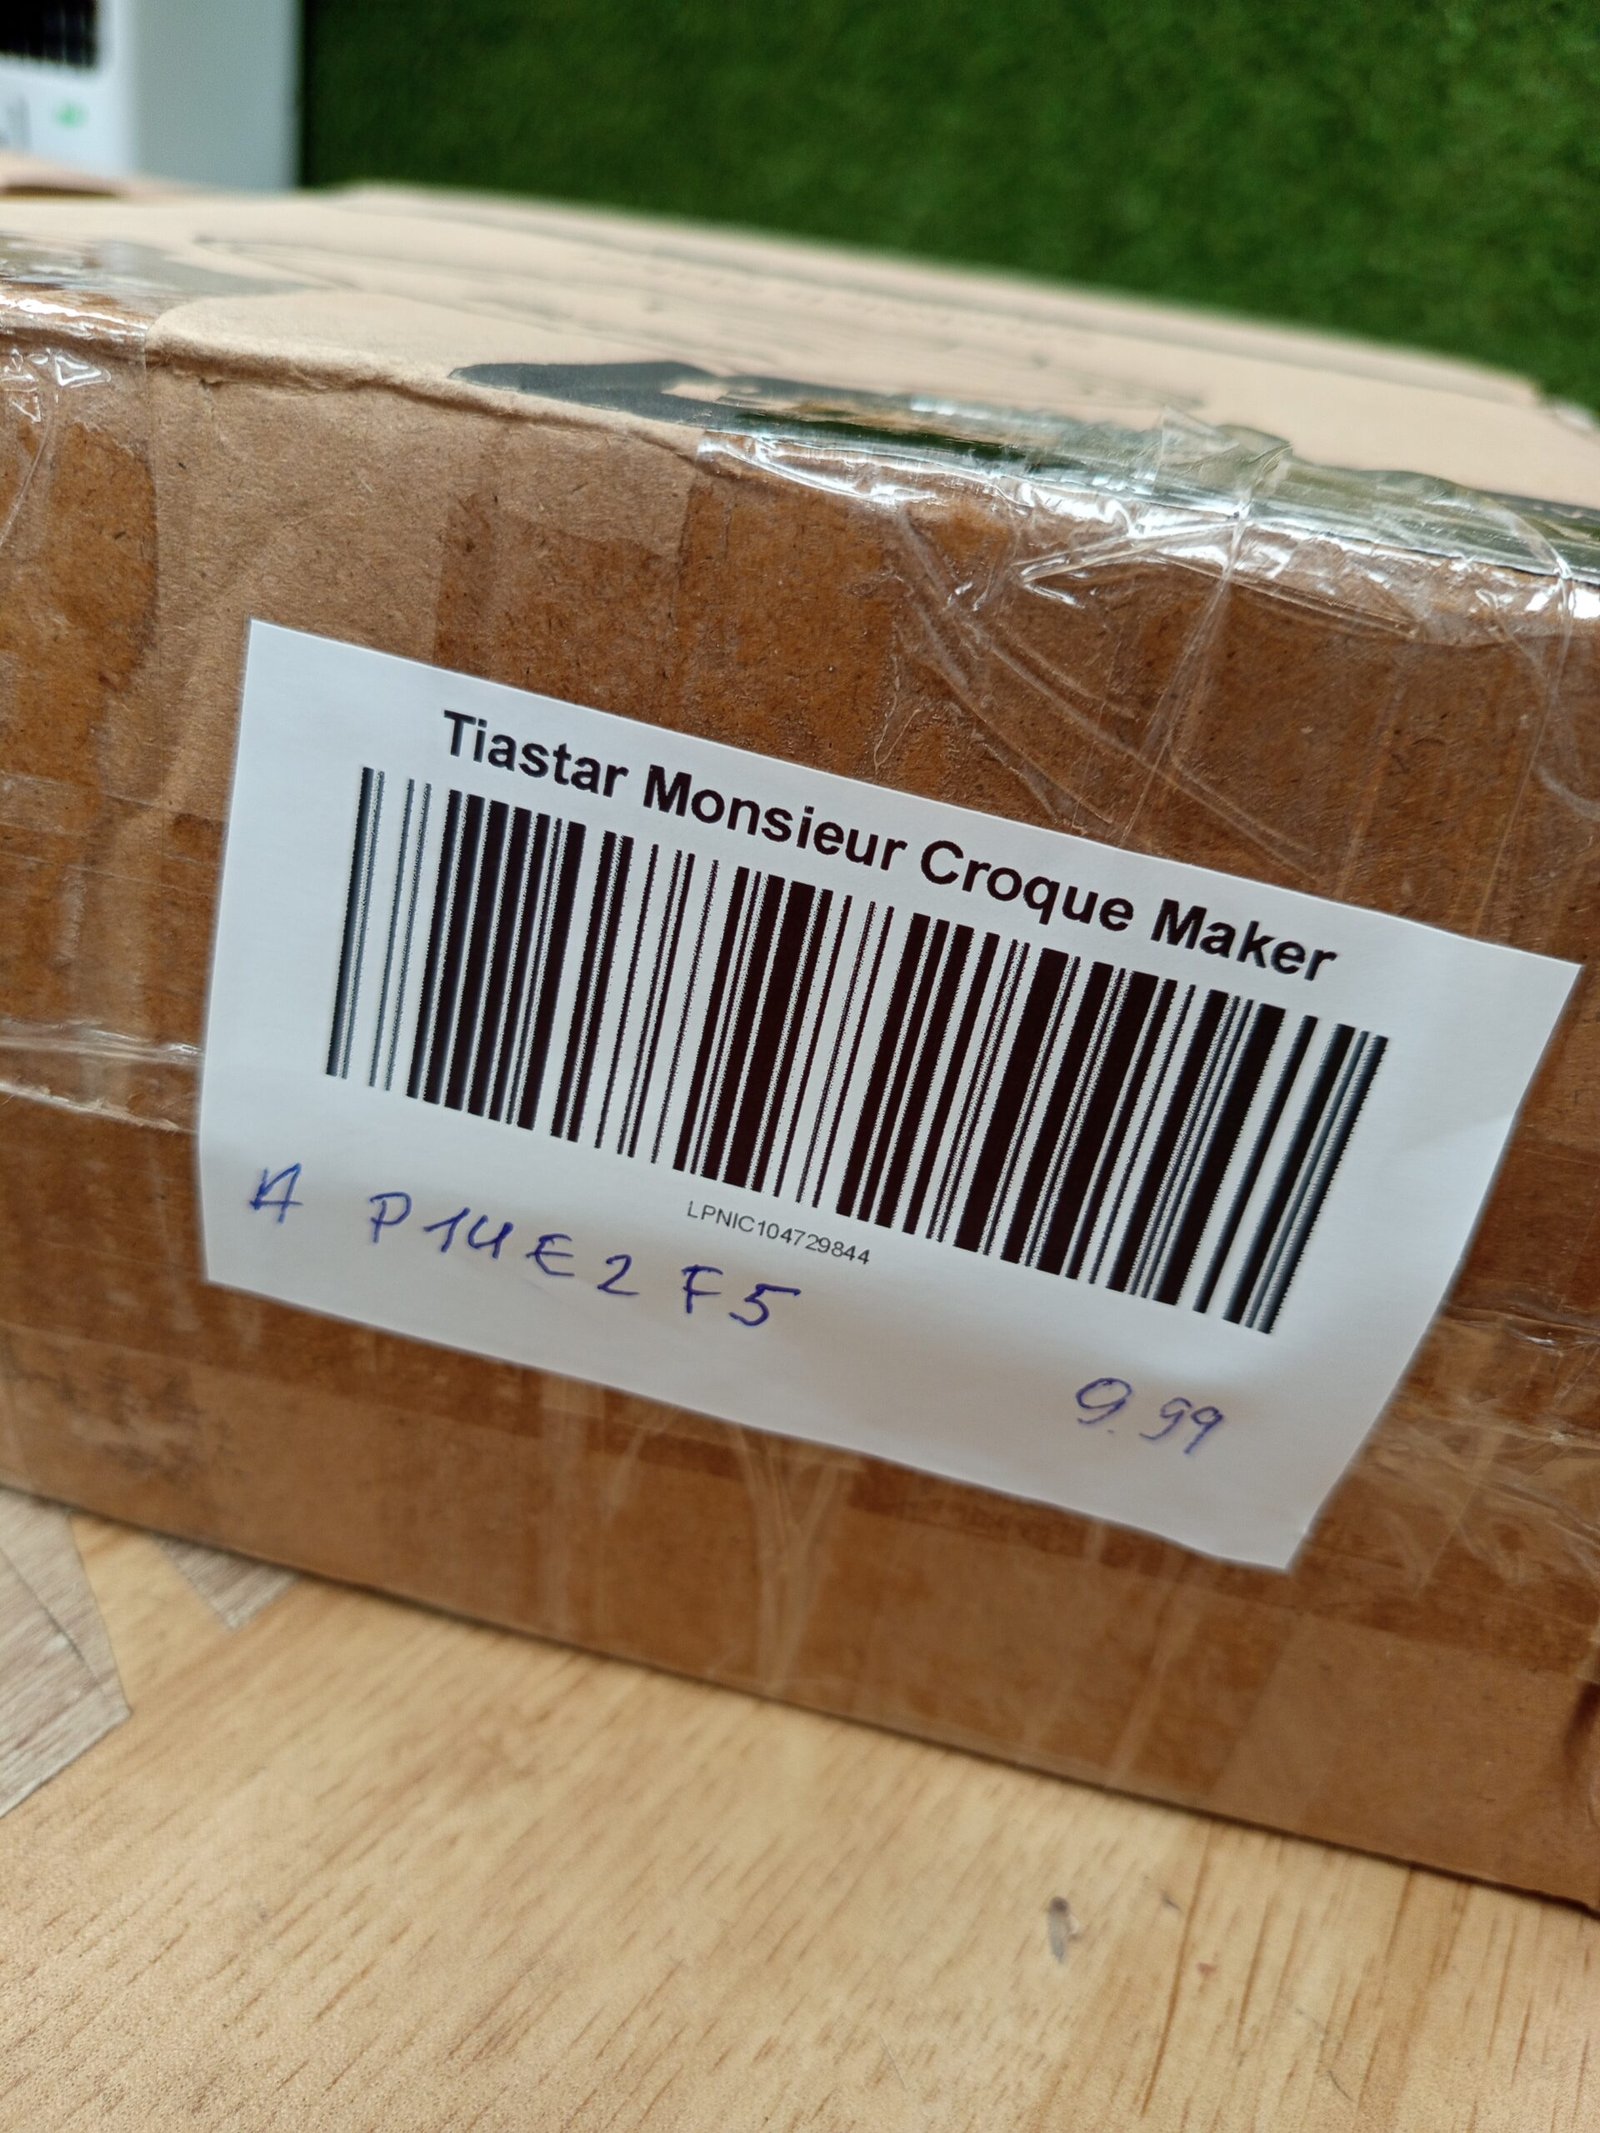 Tiastar Monsieur Croque Maker
LPNIC104729844
A P14E2F5
9.99